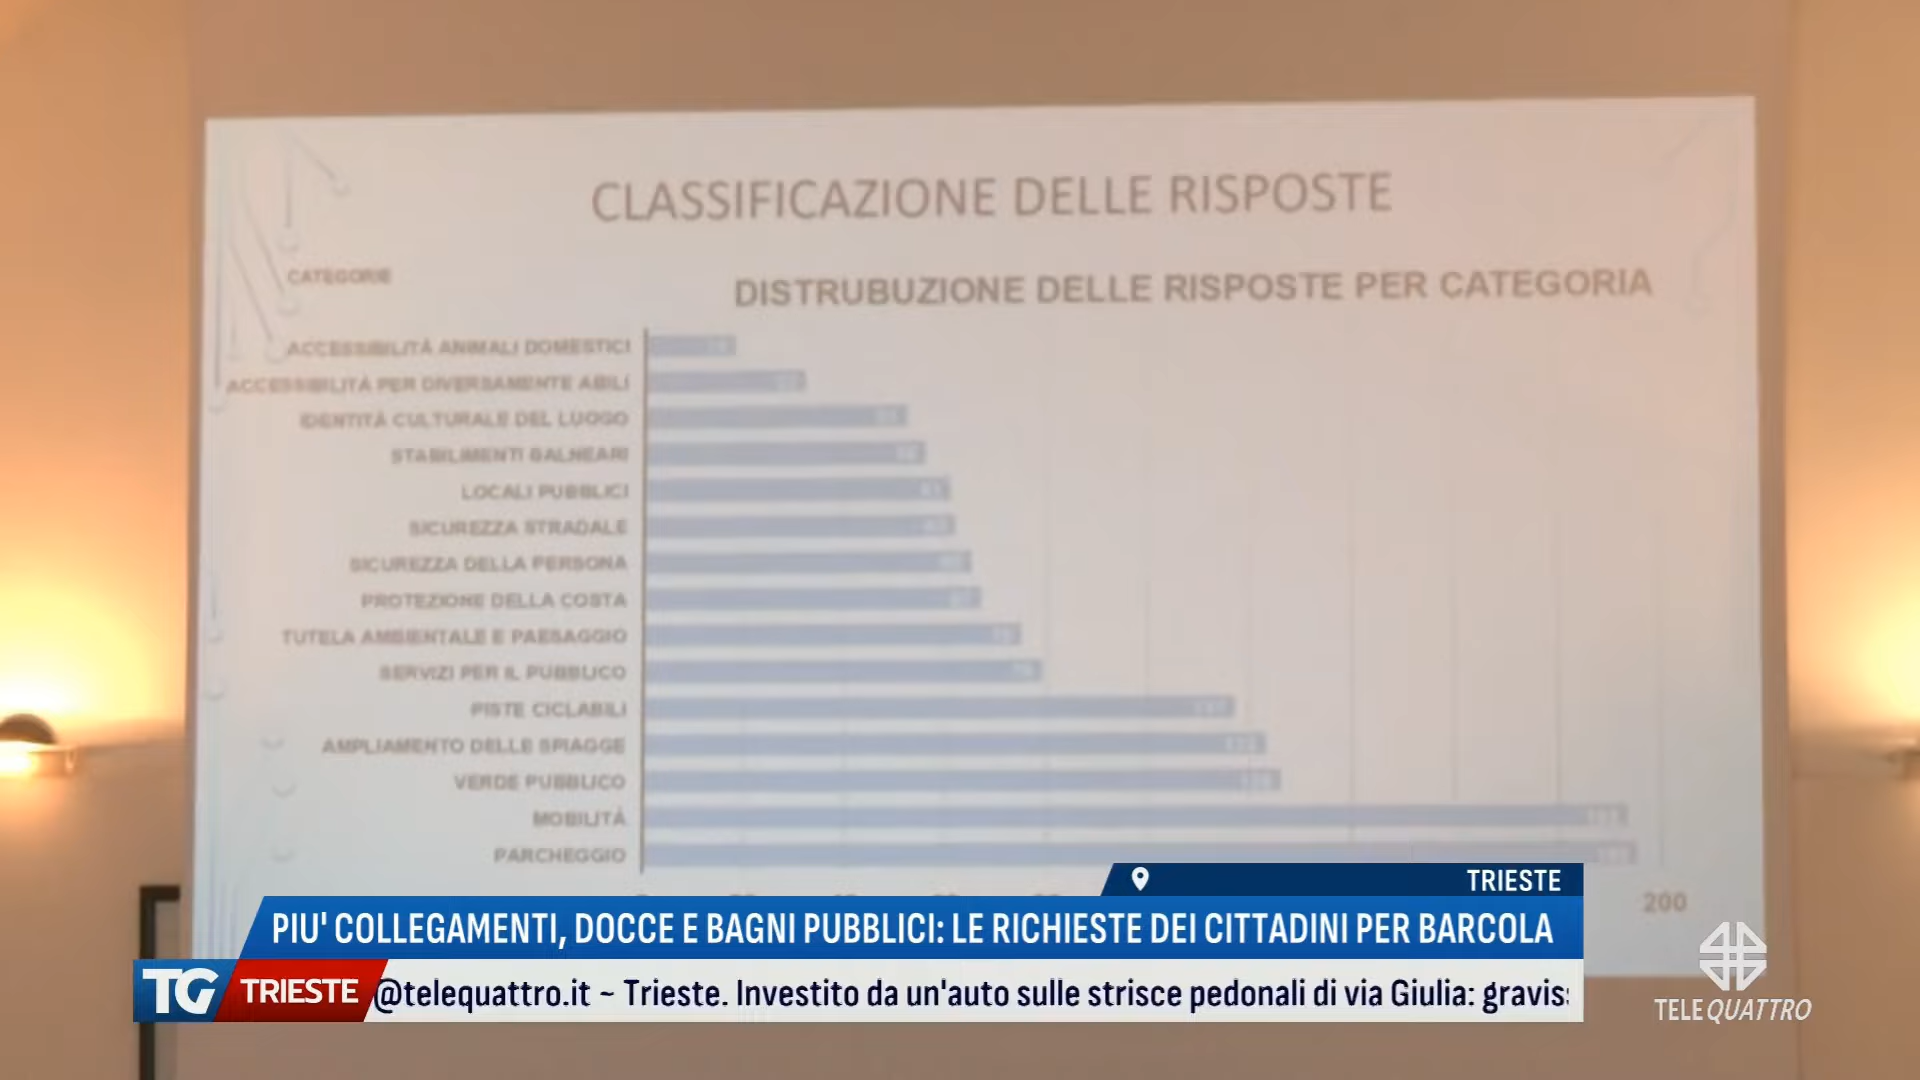 CLASSIFICAZIONE DELLE RISPOSTE
CATEGORIE
DISTRUBUZIONE DELLE RISPOSTE PER CATEGORIA
ACCESSIBILITÀ ANIMALI DOMESTICI
ACCESSIBILITÀ PER DIVERSAMENTE ABILI
IDENTITÀ CULTURALE DEL LUOGO
STABILIMENTI BALNEARI
LOCALI PUBBLICI
SICUREZZA STRADALE
SICUREZZA DELLA PERSONA
PROTEZIONE DELLA COSTA
TUTELA AMBIENTALE E PAESAGGIO
SERVIZI PER IL PUBBLICO
PISTE CICLABILI
AMPLIAMENTO DELLE SPIAGGE
VERDE PUBBLICO
MOBILITÀ
PARCHEGGIO
200
TRIESTE
PIU' COLLEGAMENTI, DOCCE E BAGNI PUBBLICI: LE RICHIESTE DEI CITTADINI PER BARCOLA
TG TRIESTE
@telequattro.it ~ Trieste. Investito da un'auto sulle strisce pedonali di via Giulia: gravis
TELEQUATTRO